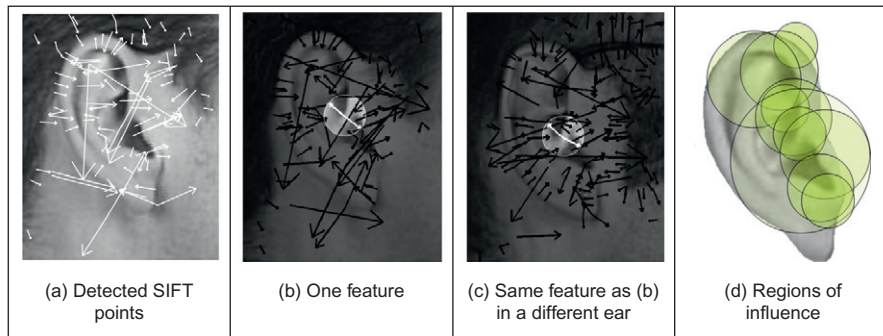 (a) Detected SIFT
points
(b) One feature
(c) Same feature as (b)
in a different ear
(d) Regions of
influence